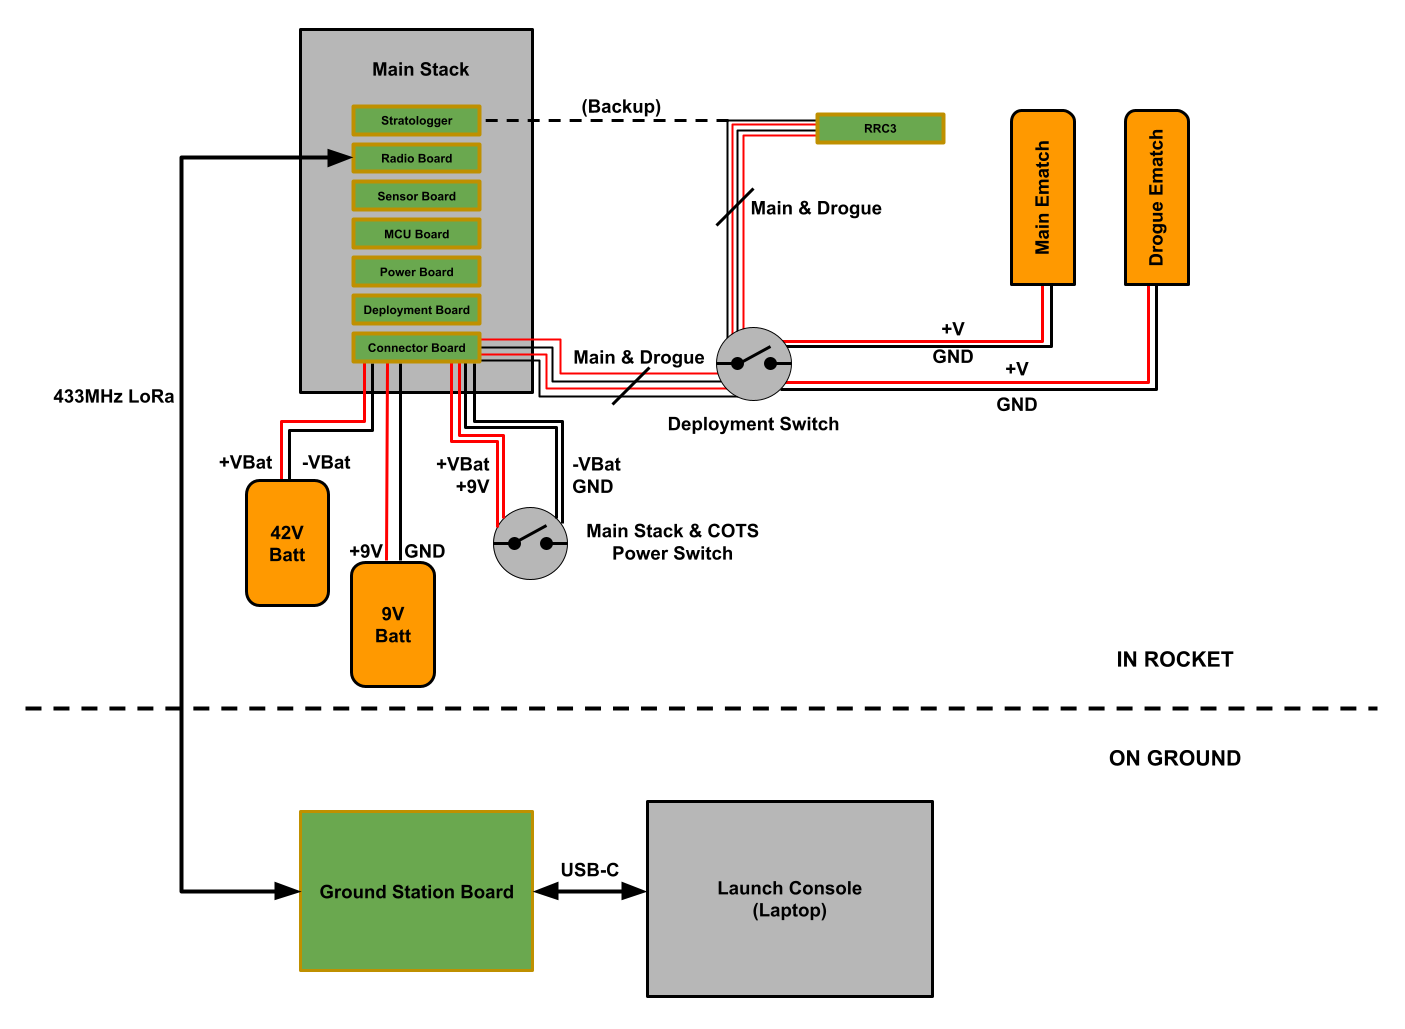 Main Stack
Stratologger
(Backup)
RRC3
Radio Board
Sensor Board
MCU Board
Power Board
Deployment Board
Connector Board
Main & Drogue
Main Ematch
Drogue Ematch
Main & Drogue
+V
GND
+V
GND
Deployment Switch
433MHz LoRa
+VBat
-VBat
+VBat
+9V
-VBat
GND
42V
Batt
+9V
GND
Main Stack & COTS
Power Switch
9V
Batt
IN ROCKET
ON GROUND
Ground Station Board
USB-C
Launch Console
(Laptop)